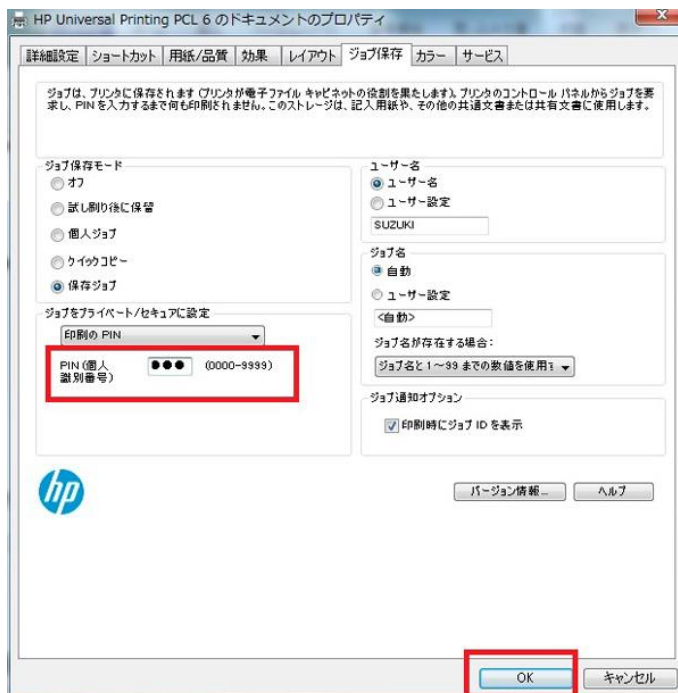 HP Universal Printing PCL 6 のドキュメントのプロパティ
詳細設定 ショートカット 用紙/品質 効果 レイアウト ジョブ保存 カラー サービス
ジョブは、プリンタに保存されます (プリンタが電子ファイル キャビネットの役割を果たします)。プリンタのコントロール パネルからジョブを要
求し、PIN を入力するまで何も印刷されません。このストレージは、記入用紙や、その他の共通文書または共有文書に使用します。
ジョブ保存モード
オフ
試し刷り後に保留
個人ジョブ
クイックコピー
保存ジョブ
ジョブをプライベート/セキュアに設定
印刷の PIN
PIN (個人
識別番号)
●●●
(0000-9999)
ユーザー名
ユーザー名
ユーザー設定
SUZUKI
ジョブ名
自動
ユーザー設定
<自動>
ジョブ名が存在する場合:
ジョブ名と 1~99 までの数値を使用
ジョブ通知オプション
印刷時にジョブ ID を表示
hp
バージョン情報...
ヘルプ
OK
キャンセル